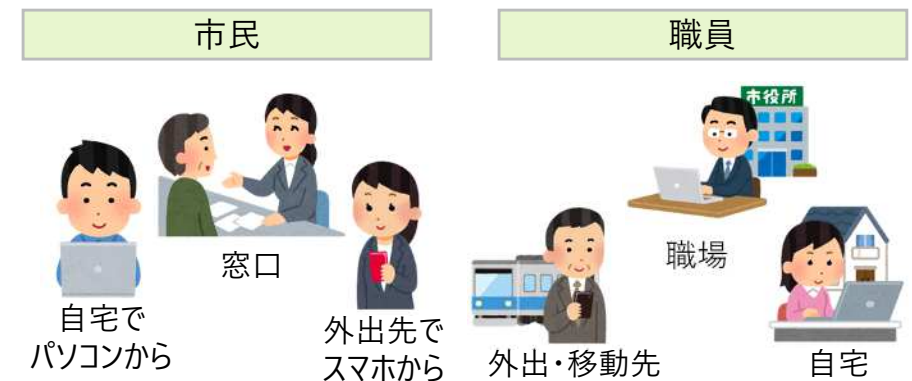 市民
窓口
自宅で
パソコンから
外出先で
スマホから
職員
市役所
職場
外出・移動先
自宅